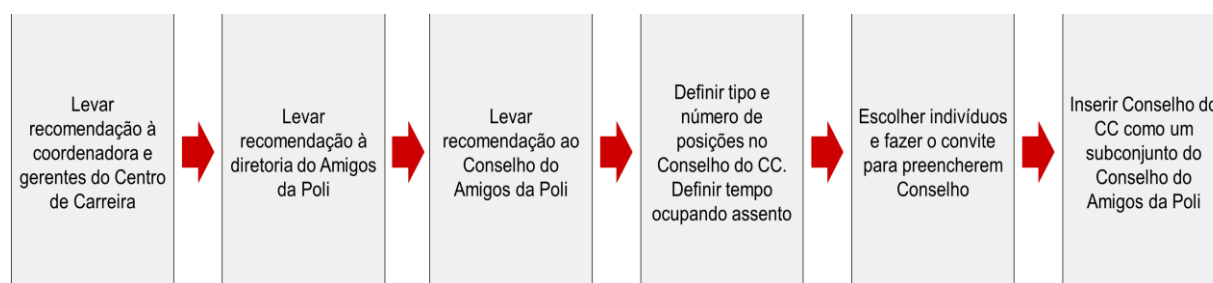 Levar
recomendação à
coordenadora e
gerentes do Centro
de Carreira
Levar
recomendação à
diretoria do Amigos
da Poli
Levar
recomendação ao
Conselho do
Amigos da Poli
Definir tipo e
número de
posições no
Conselho do CC.
Definir tempo
ocupando assento
Escolher indivíduos
e fazer o convite
para preencherem
Conselho
Inserir Conselho do
CC como um
subconjunto do
Conselho do
Amigos da Poli